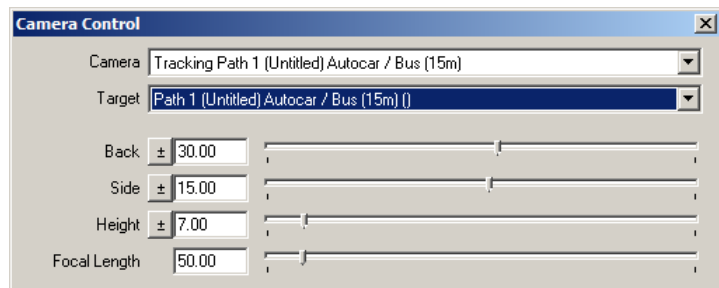 Camera Control
Camera Tracking Path 1 (Untitled) Autocar / Bus (15m)
Target Path 1 (Untitled) Autocar / Bus (15m) ()
Back ± 30.00
Side ± 15.00
Height ± 7.00
Focal Length 50.00